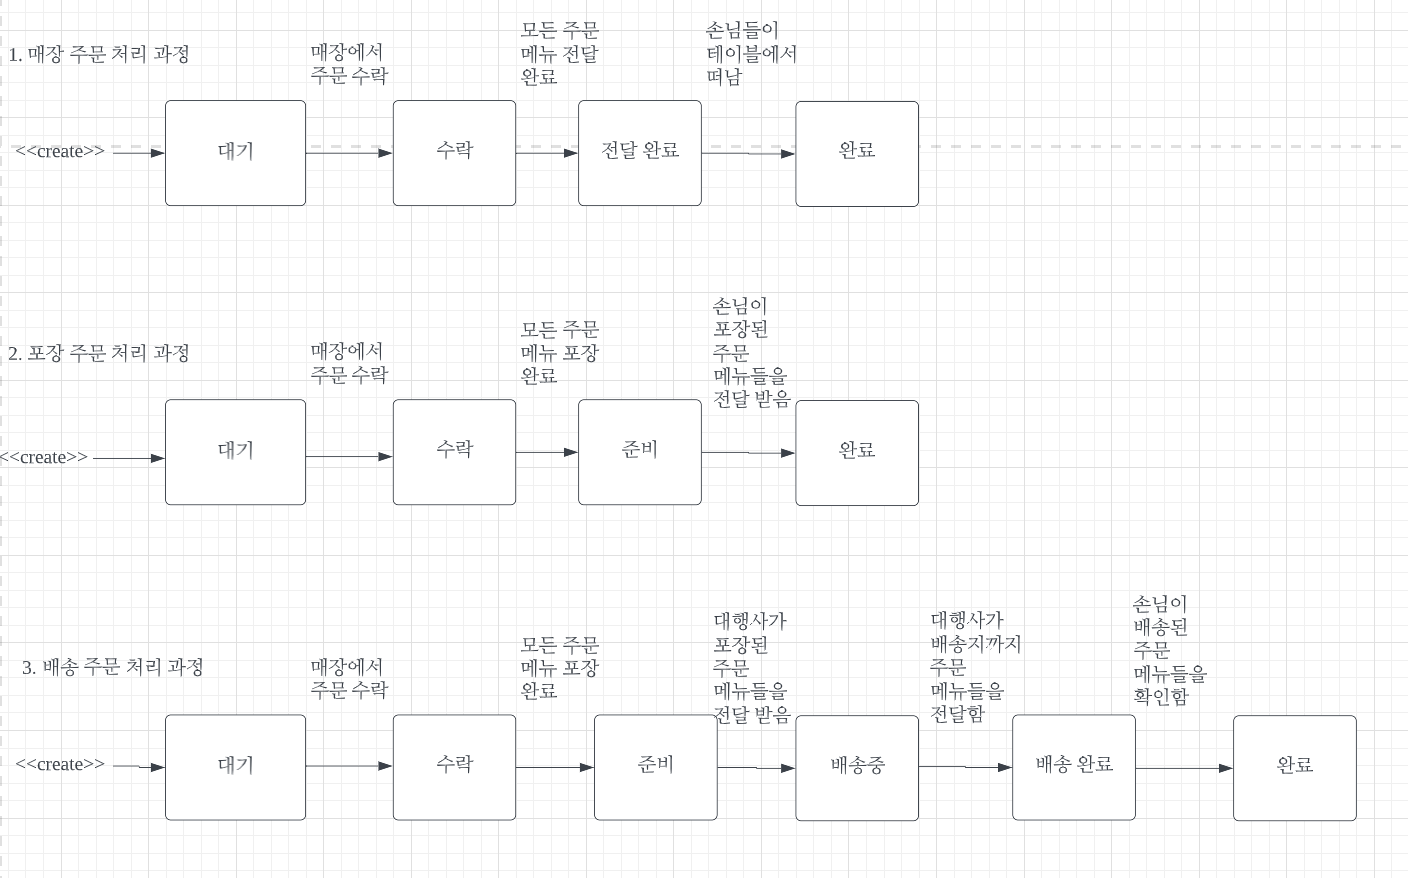 1. 매장 주문 처리 과정
매장에서
주문 수락
모든 주문
메뉴 전달
완료
손님들이
테이블에서
떠남
<<create>>
대기
수락
전달 완료
완료
2. 포장 주문 처리 과정
매장에서
주문 수락
모든 주문
메뉴 포장
완료
손님이
포장된
주문
메뉴들을
전달 받음
<<create>>
대기
수락
준비
완료
3. 배송 주문 처리 과정
매장에서
주문 수락
모든 주문
메뉴 포장
완료
대행사가
포장된
주문
메뉴들을
전달 받음
대행사가
배송지까지
주문
메뉴들을
전달함
손님이
배송된
주문
메뉴들을
확인함
<<create>>
대기
수락
준비
배송중
배송 완료
완료